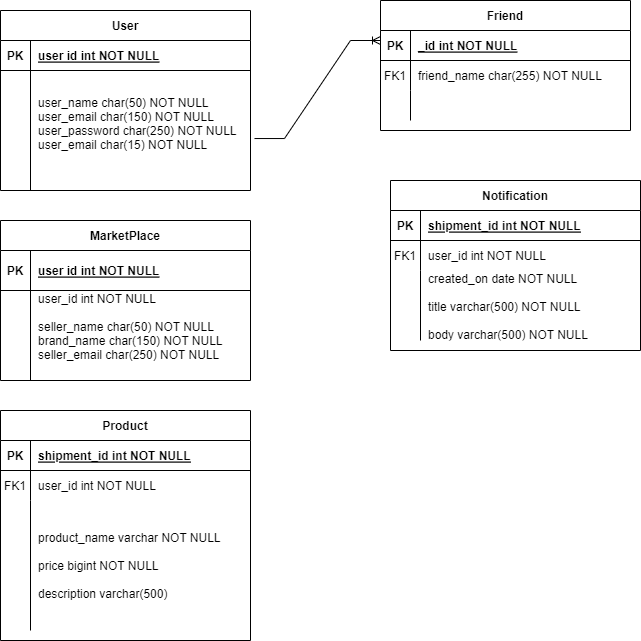 User
PK user id int NOT NULL
user_name char(50) NOT NULL
user_email char(150) NOT NULL
user_password char(250) NOT NULL
user_email char(15) NOT NULL
Friend
PK _id int NOT NULL
FK1 friend_name char(255) NOT NULL
MarketPlace
PK user id int NOT NULL
user_id int NOT NULL
seller_name char(50) NOT NULL
brand_name char(150) NOT NULL
seller_email char(250) NOT NULL
Notification
PK shipment_id int NOT NULL
FK1 user_id int NOT NULL
created_on date NOT NULL
title varchar(500) NOT NULL
body varchar(500) NOT NULL
Product
PK shipment_id int NOT NULL
FK1 user_id int NOT NULL
product_name varchar NOT NULL
price bigint NOT NULL
description varchar(500)